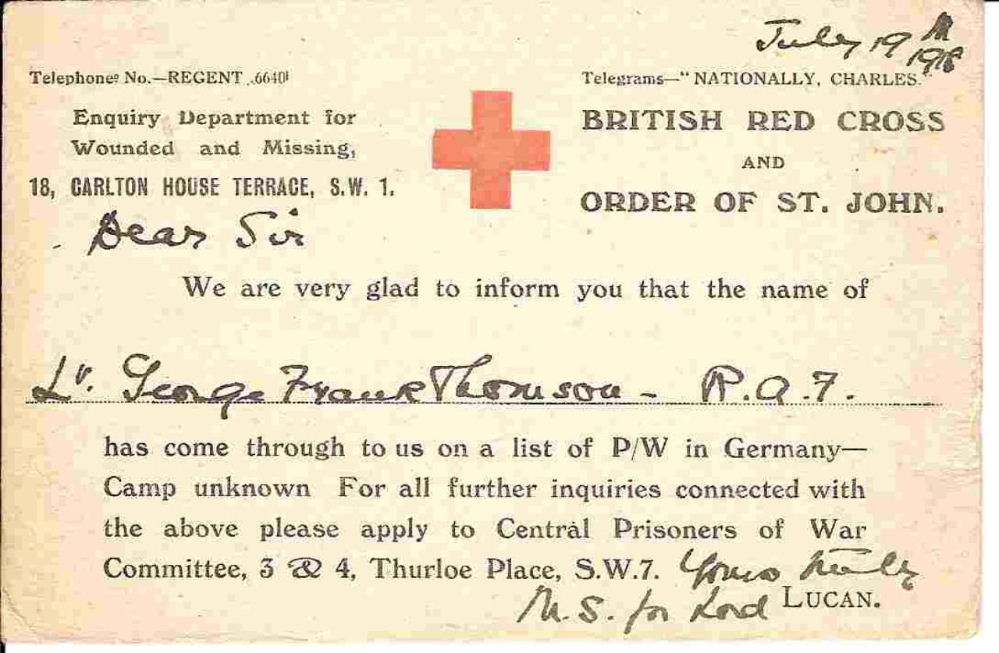 July 19th
1918
Telephone No.—REGENT 6640
Telegrams—"NATIONALLY, CHARLES."
Enquiry Department for
Wounded and Missing,
18, CARLTON HOUSE TERRACE, S.W. 1.
BRITISH RED CROSS
AND
ORDER OF ST. JOHN.
Dear Sir
We are very glad to inform you that the name of
Lt. George Frank Thomson - R.A.F.
has come through to us on a list of P/W in Germany—
Camp unknown For all further inquiries connected with
the above please apply to Central Prisoners of War
Committee, 3 & 4, Thurloe Place, S.W.7. Yours truly
M.S. for Lord LUCAN.